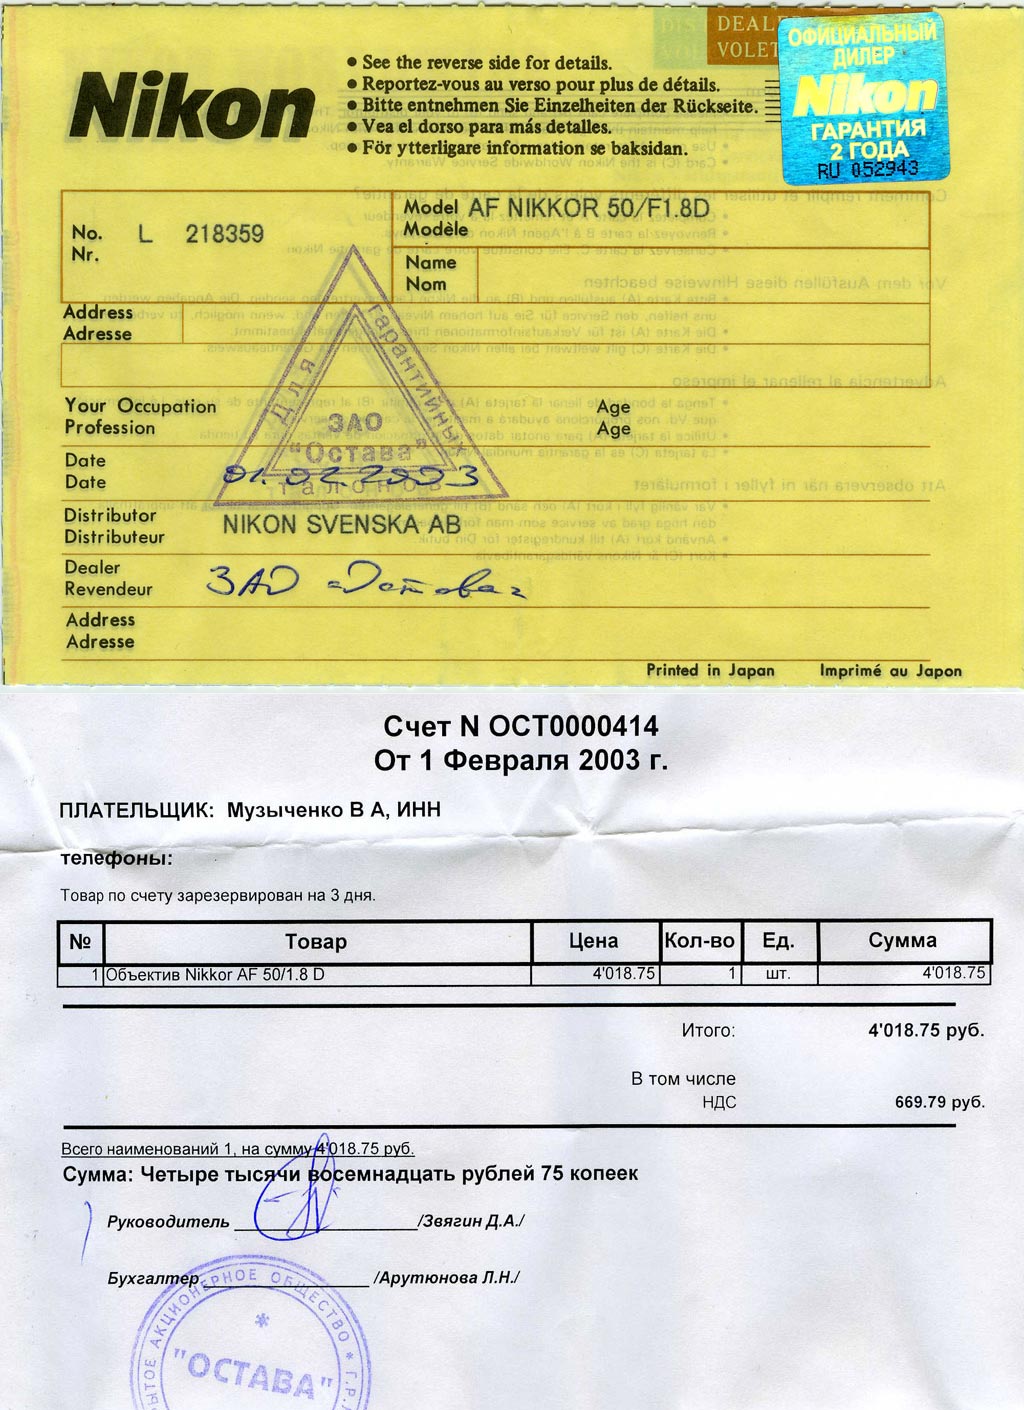 DEALE
VOLET
Nikon
• See the reverse side for details.
• Reportez-vous au verso pour plus de détails.
• Bitte entnehmen Sie Einzelheiten der Rückseite.
• Vea el dorso para más detalles.
• För ytterligare information se baksidan.
ОФИЦИАЛЬНЫЙ
ДИЛЕР
Nikon
ГАРАНТИЯ
2 ГОДА
RU 052943
No. L 218359
Nr.
Model AF NIKKOR 50/F1.8D
Modèle
Name
Nom
Address
Adresse
Your Occupation
Profession
Age
Age
Для гарантийных талонов
ЗАО
"Остава"
Date
Date 01.02.2003
Distributor
Distributeur NIKON SVENSKA AB
Dealer
Revendeur ЗАО «Остова»
Address
Adresse
Printed in Japan Imprimé au Japon
Счет N OCT0000414
От 1 Февраля 2003 г.
ПЛАТЕЛЬЩИК: Музыченко В А, ИНН
телефоны:
Товар по счету зарезервирован на 3 дня.
№ Товар Цена Кол-во Ед. Сумма
1 Объектив Nikkor AF 50/1.8 D 4'018.75 1 шт. 4'018.75
Итого: 4'018.75 руб.
В том числе
НДС 669.79 руб.
Всего наименований 1, на сумму 4'018.75 руб.
Сумма: Четыре тысячи восемнадцать рублей 75 копеек
Руководитель /Звягин Д.А./
Бухгалтер /Арутюнова Л.Н./
АКЦИОНЕРНОЕ ОБЩЕСТВО
"ОСТАВА"